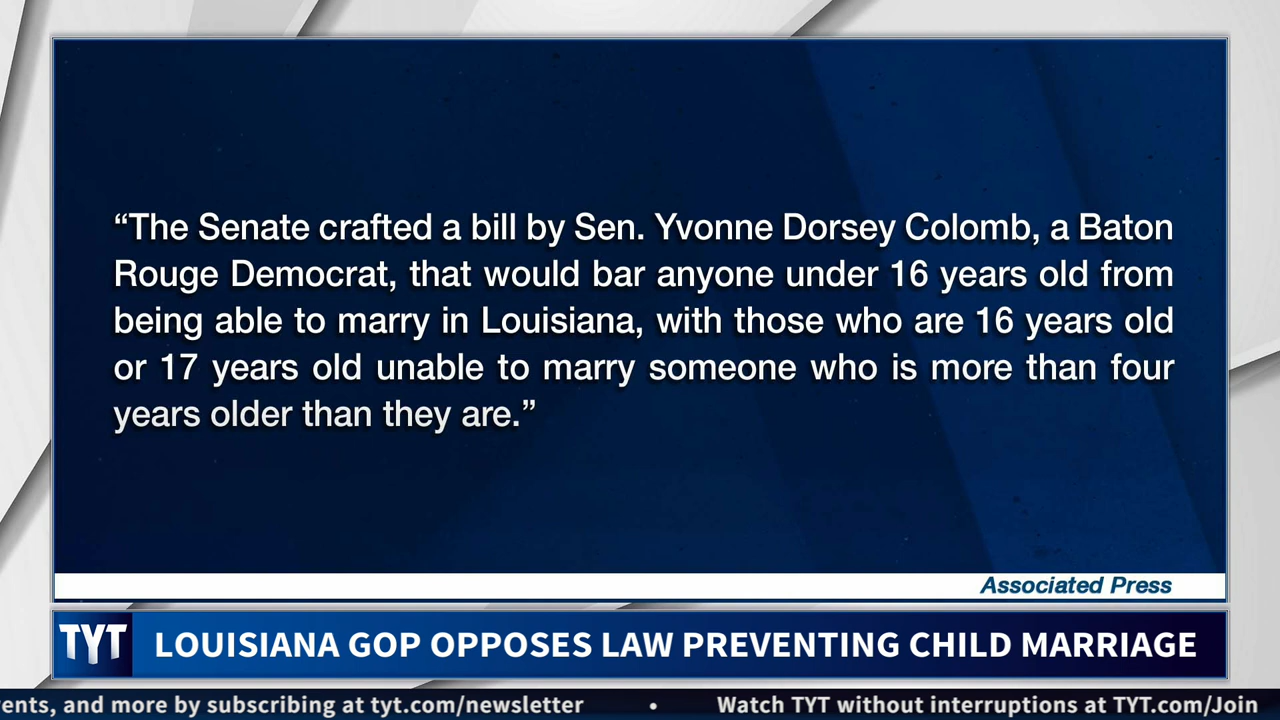 “The Senate crafted a bill by Sen. Yvonne Dorsey Colomb, a Baton
Rouge Democrat, that would bar anyone under 16 years old from
being able to marry in Louisiana, with those who are 16 years old
or 17 years old unable to marry someone who is more than four
years older than they are.”
Associated Press
TYT LOUISIANA GOP OPPOSES LAW PREVENTING CHILD MARRIAGE
and more by subscribing at tyt.com/newsletter • Watch TYT without interruptions at TYT.com/Join